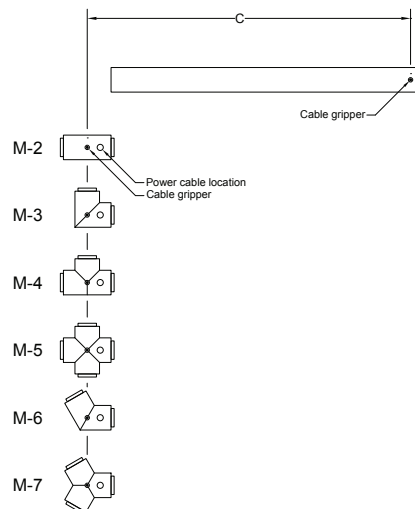 C
Cable gripper
M-2
Power cable location
Cable gripper
M-3
M-4
M-5
M-6
M-7